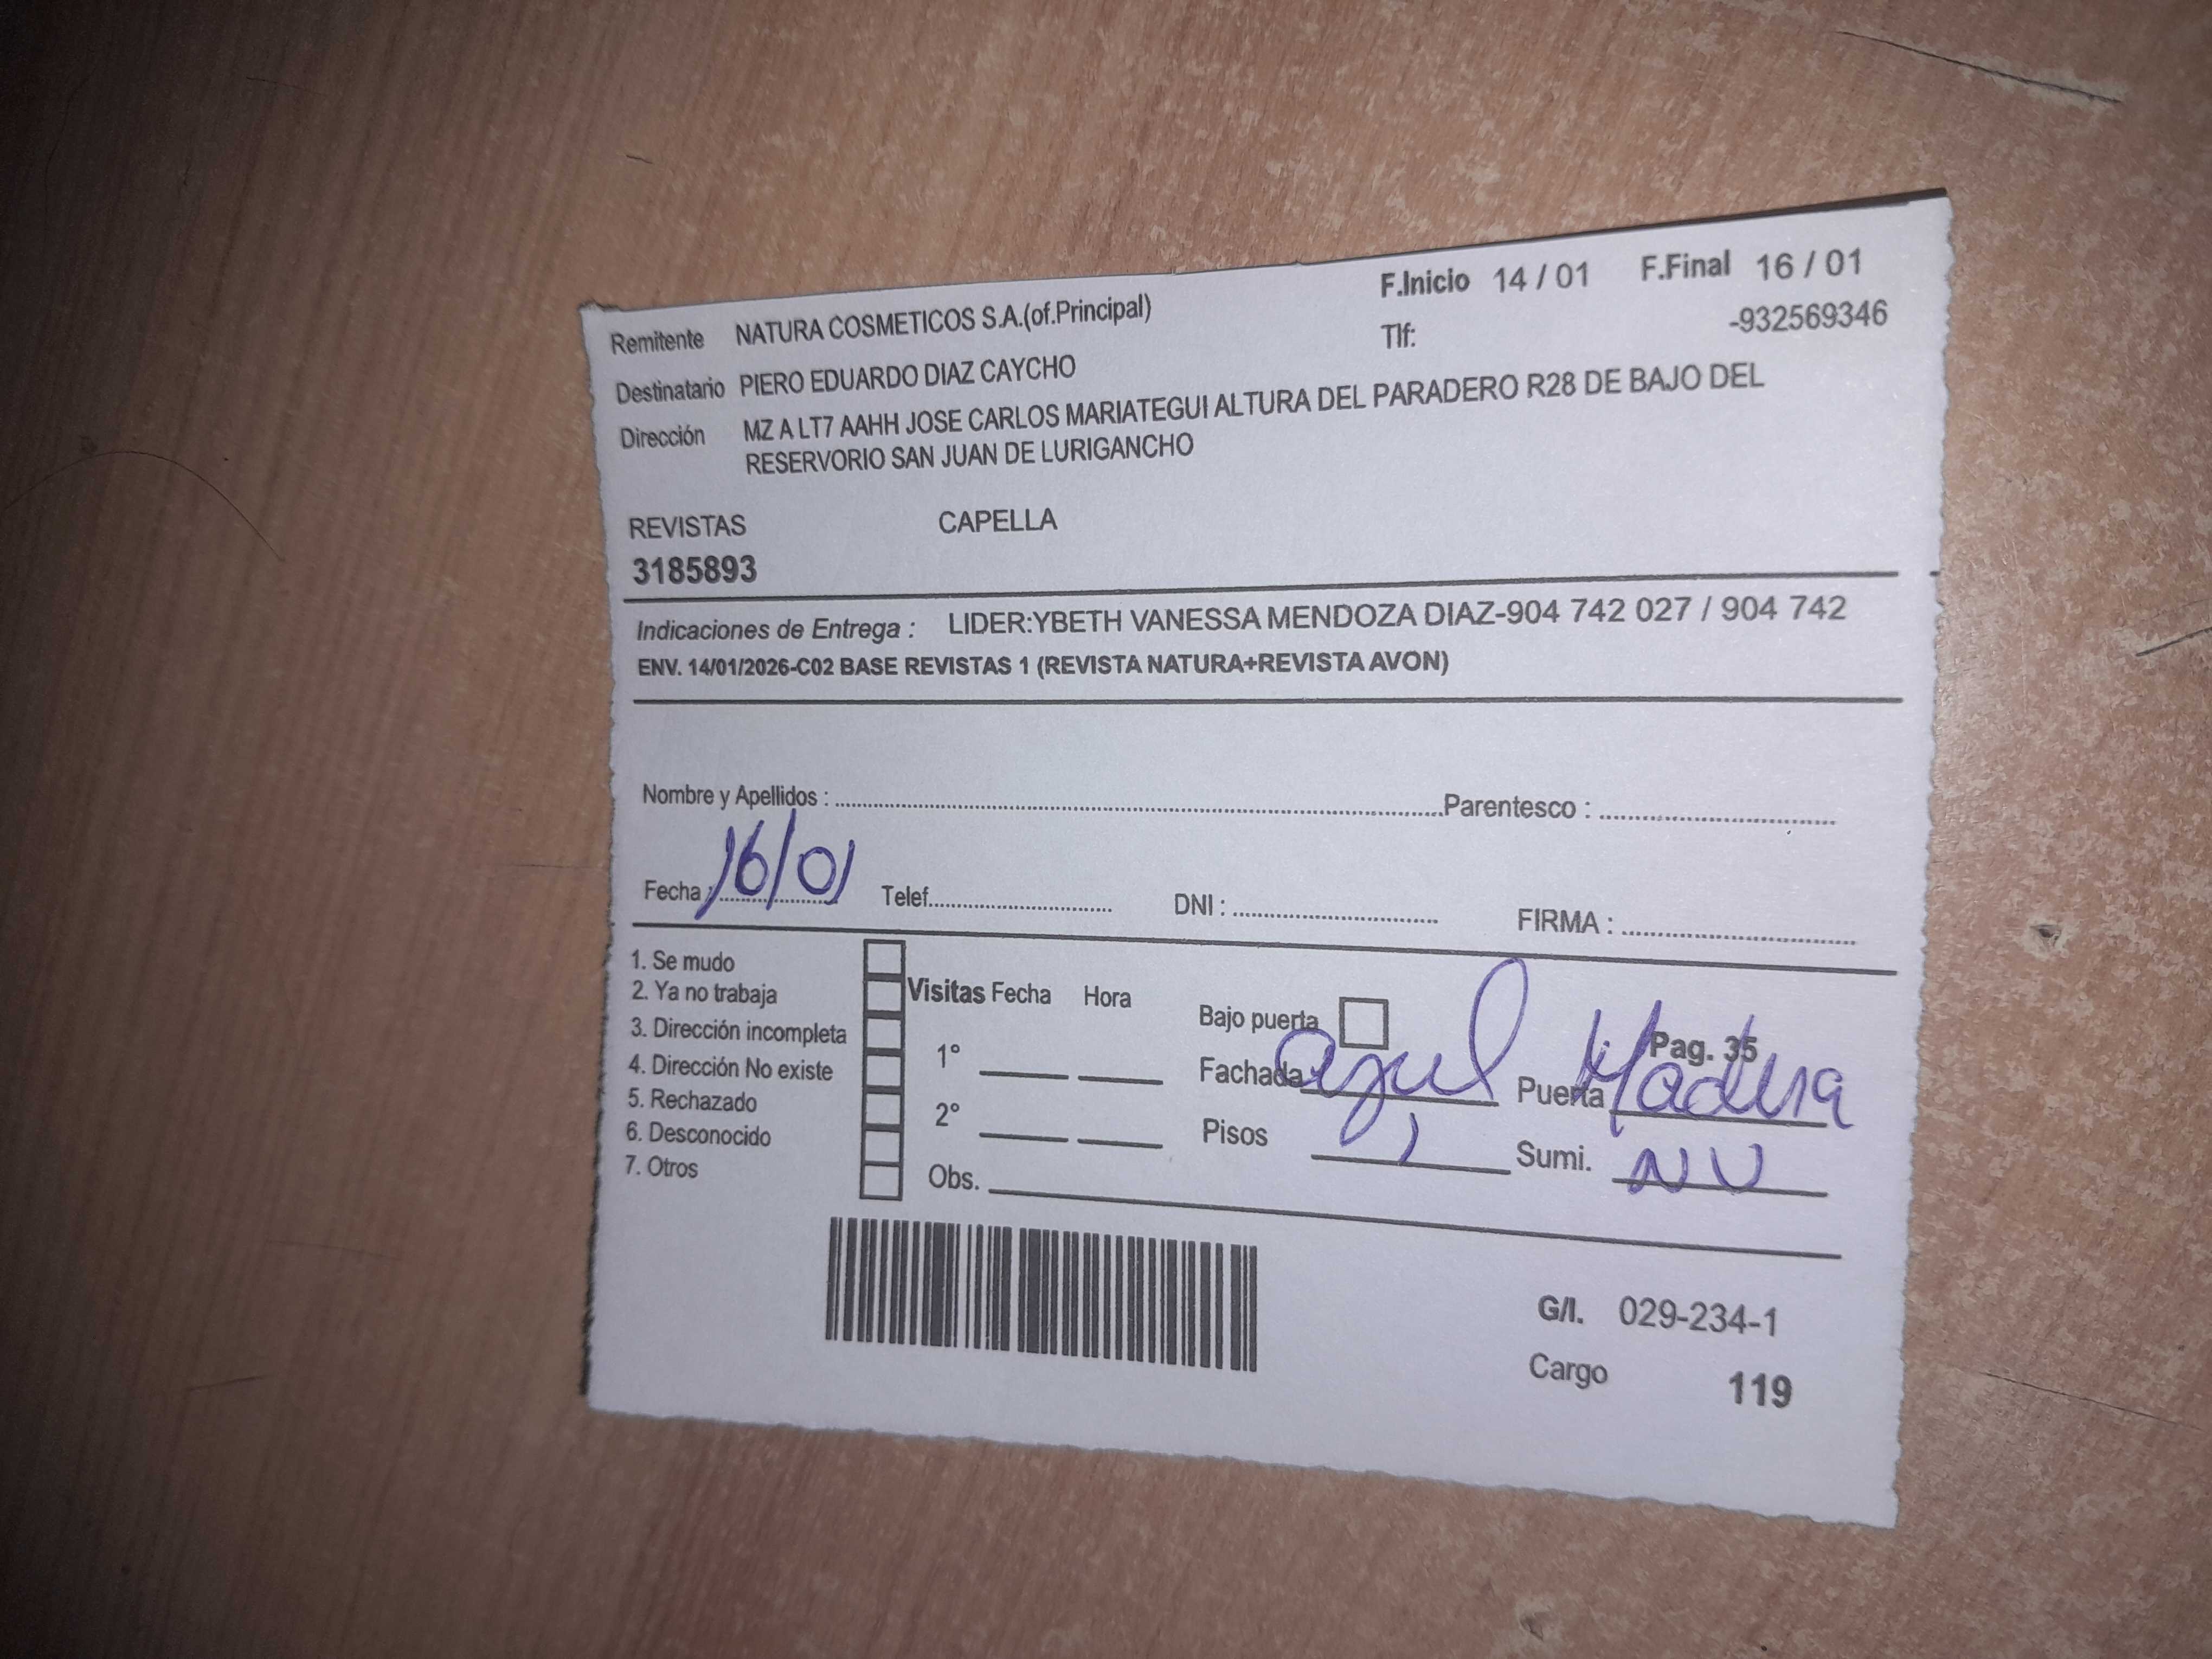 F.Inicio 14 / 01 F.Final 16 / 01
Remitente NATURA COSMETICOS S.A.(of.Principal) Tlf: -932569346
Destinatario PIERO EDUARDO DIAZ CAYCHO
Dirección MZ A LT7 AAHH JOSE CARLOS MARIATEGUI ALTURA DEL PARADERO R28 DE BAJO DEL
RESERVORIO SAN JUAN DE LURIGANCHO
REVISTAS CAPELLA
3185893
Indicaciones de Entrega : LIDER:YBETH VANESSA MENDOZA DIAZ-904 742 027 / 904 742
ENV. 14/01/2026-C02 BASE REVISTAS 1 (REVISTA NATURA+REVISTA AVON)
Nombre y Apellidos : Parentesco :
Fecha : 16/01 Telef. DNI : FIRMA :
1. Se mudo
2. Ya no trabaja Visitas Fecha Hora Bajo puerta
3. Dirección incompleta Pag. 35
4. Dirección No existe 1° Fachada azul Puerta Madera
5. Rechazado
6. Desconocido 2° Pisos 1 Sumi. NV
7. Otros Obs.
G/I. 029-234-1
Cargo 119